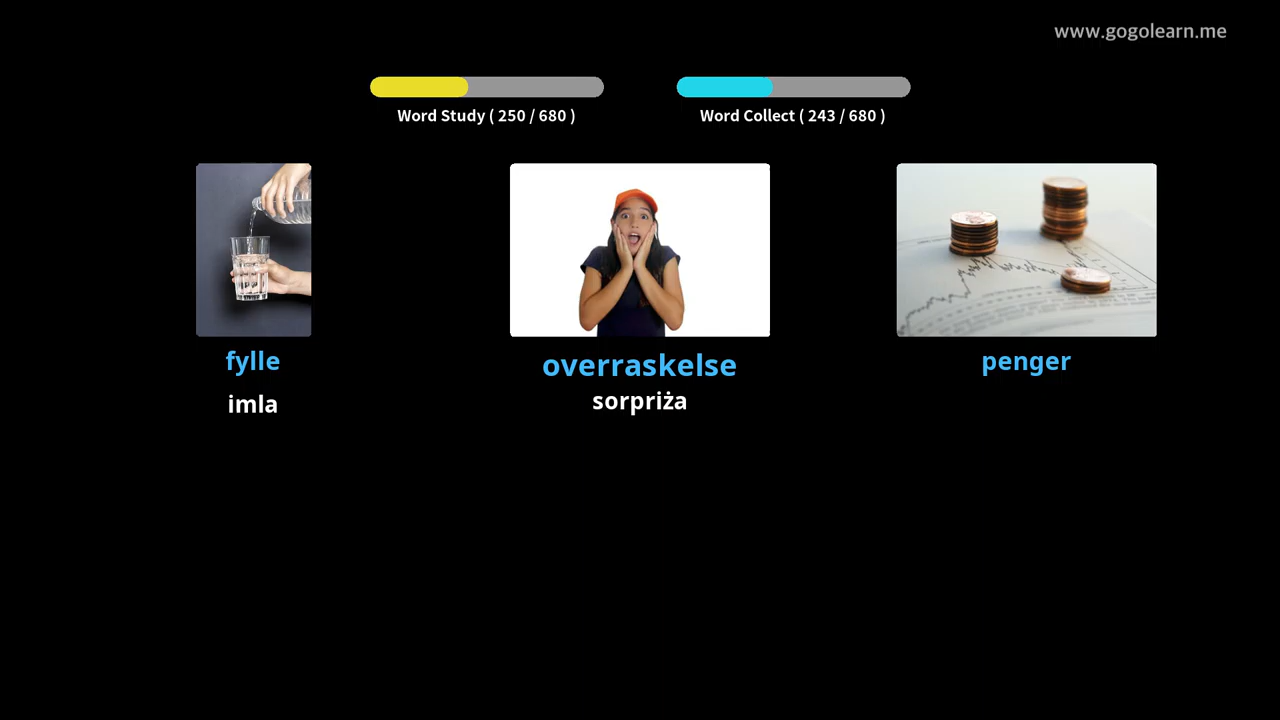 www.gogolearn.me
Word Study ( 250 / 680 )
Word Collect ( 243 / 680 )
fylle
imla
overraskelse
sorpriża
penger